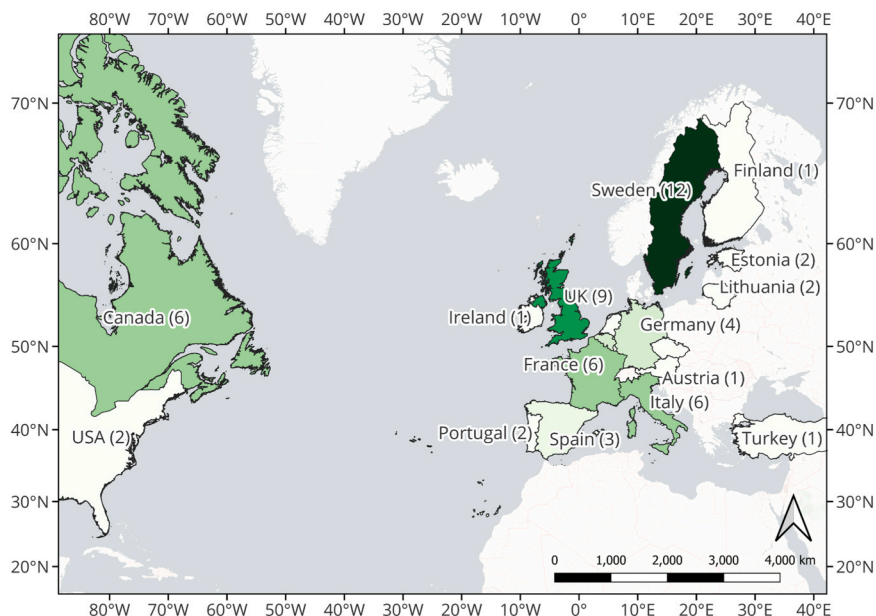 80°W 70°W 60°W 50°W 40°W 30°W 20°W 10°W 0° 10°E 20°E 30°E 40°E
70°N 70°N
Finland (1)
Sweden (12)
60°N 60°N
Estonia (2)
Lithuania (2)
UK (9)
Canada (6)
Ireland (1)
Germany (4)
50°N 50°N
France (6)
Austria (1)
Italy (6)
40°N 40°N
USA (2)
Portugal (2)
Spain (3)
Turkey (1)
30°N 30°N
0 1,000 2,000 3,000 4,000 km
20°N 20°N
80°W 70°W 60°W 50°W 40°W 30°W 20°W 10°W 0° 10°E 20°E 30°E 40°E